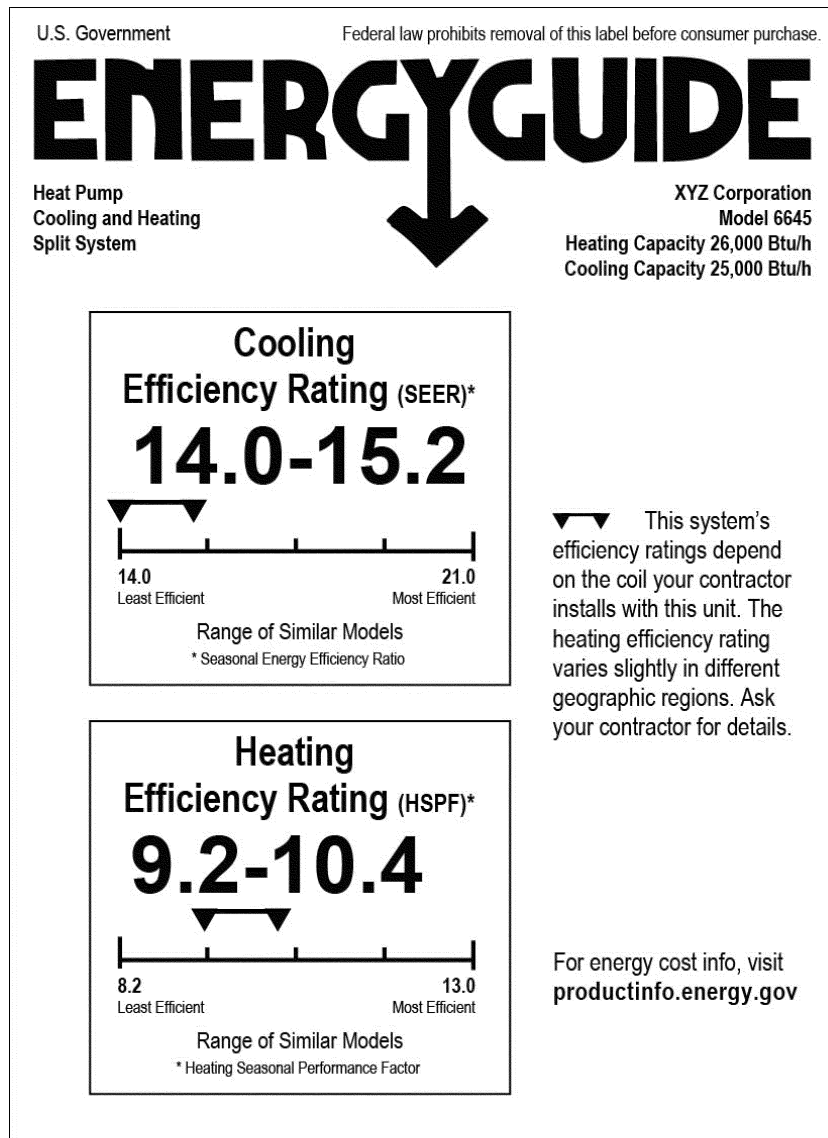 U.S. Government
Federal law prohibits removal of this label before consumer purchase.
ENERGYGUIDE
Heat Pump
Cooling and Heating
Split System
XYZ Corporation
Model 6645
Heating Capacity 26,000 Btu/h
Cooling Capacity 25,000 Btu/h
Cooling
Efficiency Rating (SEER)*
14.0-15.2
14.0
21.0
Least Efficient
Most Efficient
Range of Similar Models
* Seasonal Energy Efficiency Ratio
This system’s
efficiency ratings depend
on the coil your contractor
installs with this unit. The
heating efficiency rating
varies slightly in different
geographic regions. Ask
your contractor for details.
Heating
Efficiency Rating (HSPF)*
9.2-10.4
8.2
13.0
Least Efficient
Most Efficient
Range of Similar Models
* Heating Seasonal Performance Factor
For energy cost info, visit
productinfo.energy.gov